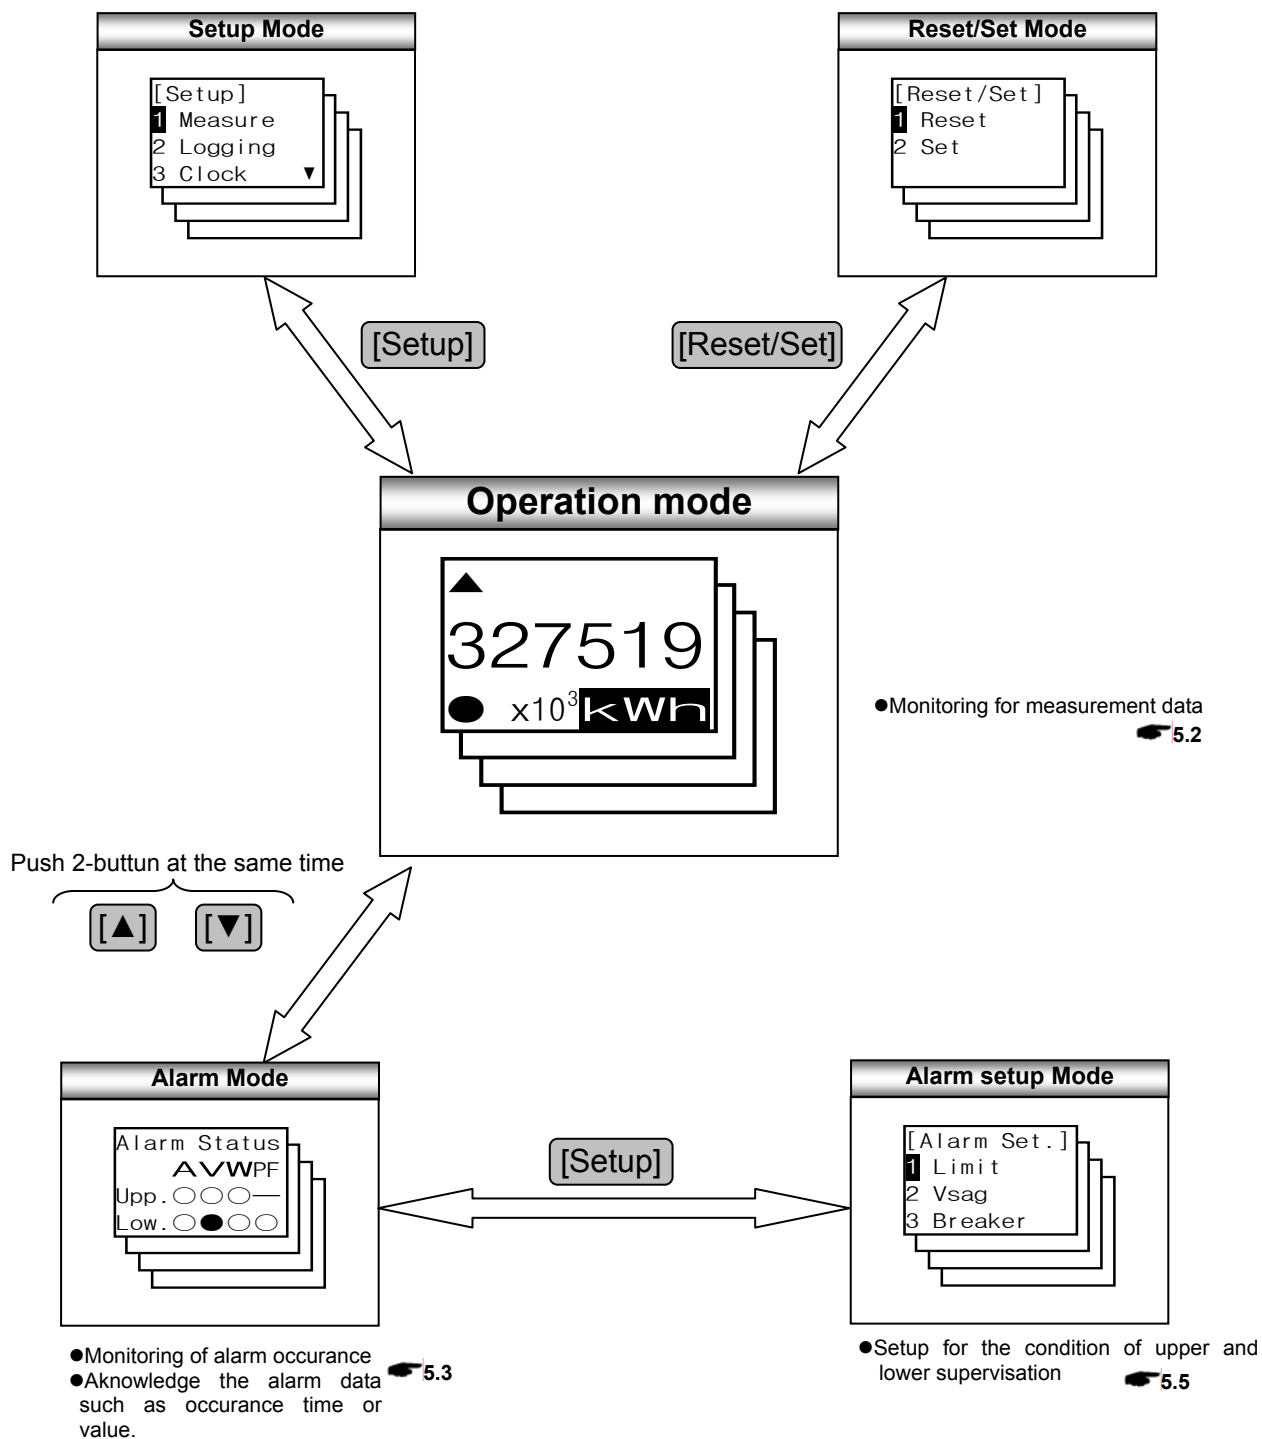 Setup Mode
[Setup]
1 Measure
2 Logging
3 Clock ▼
Reset/Set Mode
[Reset/Set]
1 Reset
2 Set
[Setup]
[Reset/Set]
Operation mode
▲
327519
● x10³ kWh
●Monitoring for measurement data
5.2
Push 2-buttun at the same time
[▲] [▼]
Alarm Mode
Alarm Status
AVWPF
Upp.○○○—
Low.○●○○
[Setup]
Alarm setup Mode
[Alarm Set.]
1 Limit
2 Vsag
3 Breaker
●Monitoring of alarm occurance
5.3
●Aknowledge the alarm data
such as occurance time or
value.
●Setup for the condition of upper and
lower supervisation
5.5